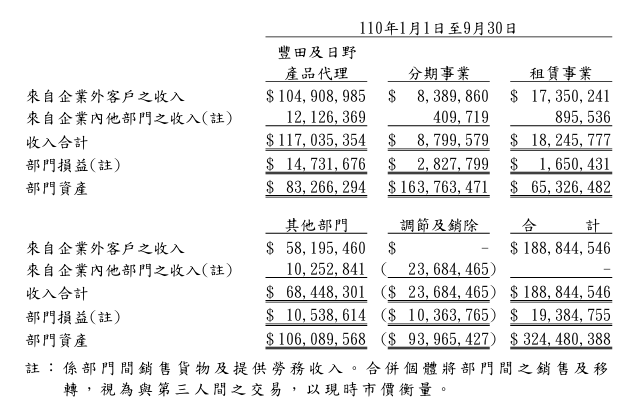 110年1月1日至9月30日
豐田及日野
產品代理 分期事業 租賃事業
來自企業外客戶之收入 $104,908,985 $ 8,389,860 $ 17,350,241
來自企業內他部門之收入(註) 12,126,369 409,719 895,536
收入合計 $117,035,354 $ 8,799,579 $ 18,245,777
部門損益(註) $ 14,731,676 $ 2,827,799 $ 1,650,431
部門資產 $ 83,266,294 $163,763,471 $ 65,326,482
其他部門 調節及銷除 合 計
來自企業外客戶之收入 $ 58,195,460 $ - $188,844,546
來自企業內他部門之收入(註) 10,252,841 ( 23,684,465) -
收入合計 $ 68,448,301 ($ 23,684,465) $188,844,546
部門損益(註) $ 10,538,614 ($ 10,363,765) $ 19,384,755
部門資產 $106,089,568 ($ 93,965,427) $324,480,388
註：係部門間銷售貨物及提供勞務收入。合併個體將部門間之銷售及移
轉，視為與第三人間之交易，以現時市價衡量。